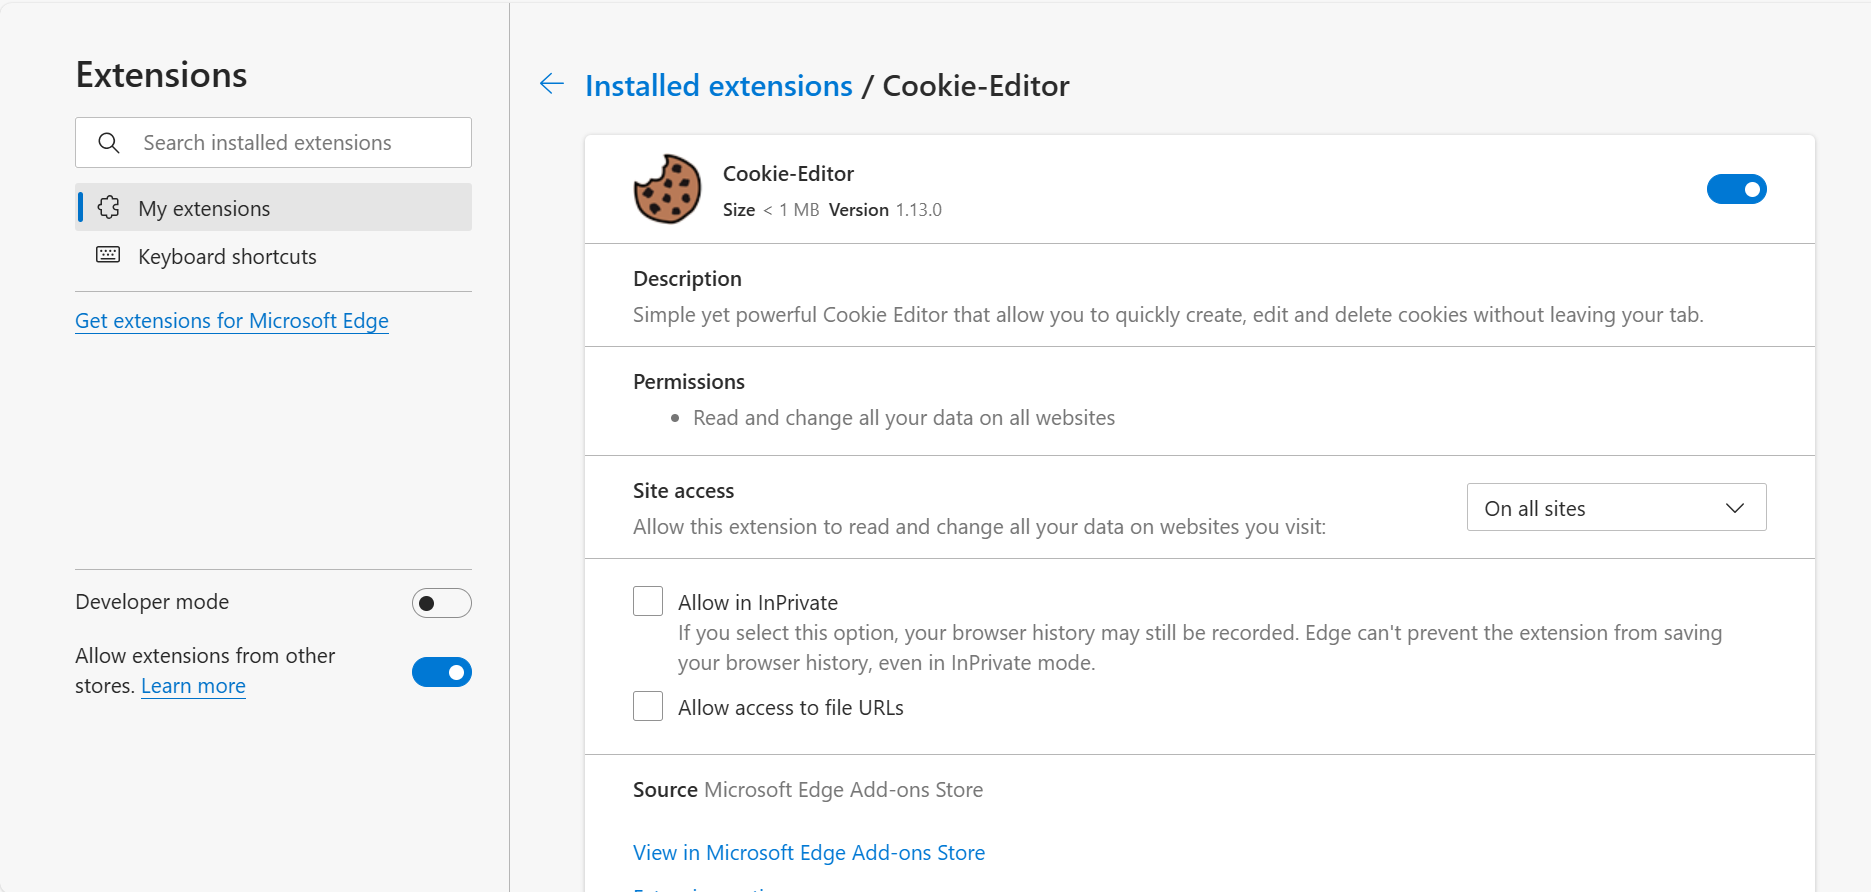 Extensions
Search installed extensions
My extensions
Keyboard shortcuts
Get extensions for Microsoft Edge
Developer mode
Allow extensions from other
stores. Learn more
Installed extensions / Cookie-Editor
Cookie-Editor
Size < 1 MB Version 1.13.0
Description
Simple yet powerful Cookie Editor that allow you to quickly create, edit and delete cookies without leaving your tab.
Permissions
• Read and change all your data on all websites
Site access
Allow this extension to read and change all your data on websites you visit:
On all sites
Allow in InPrivate
If you select this option, your browser history may still be recorded. Edge can't prevent the extension from saving
your browser history, even in InPrivate mode.
Allow access to file URLs
Source Microsoft Edge Add-ons Store
View in Microsoft Edge Add-ons Store